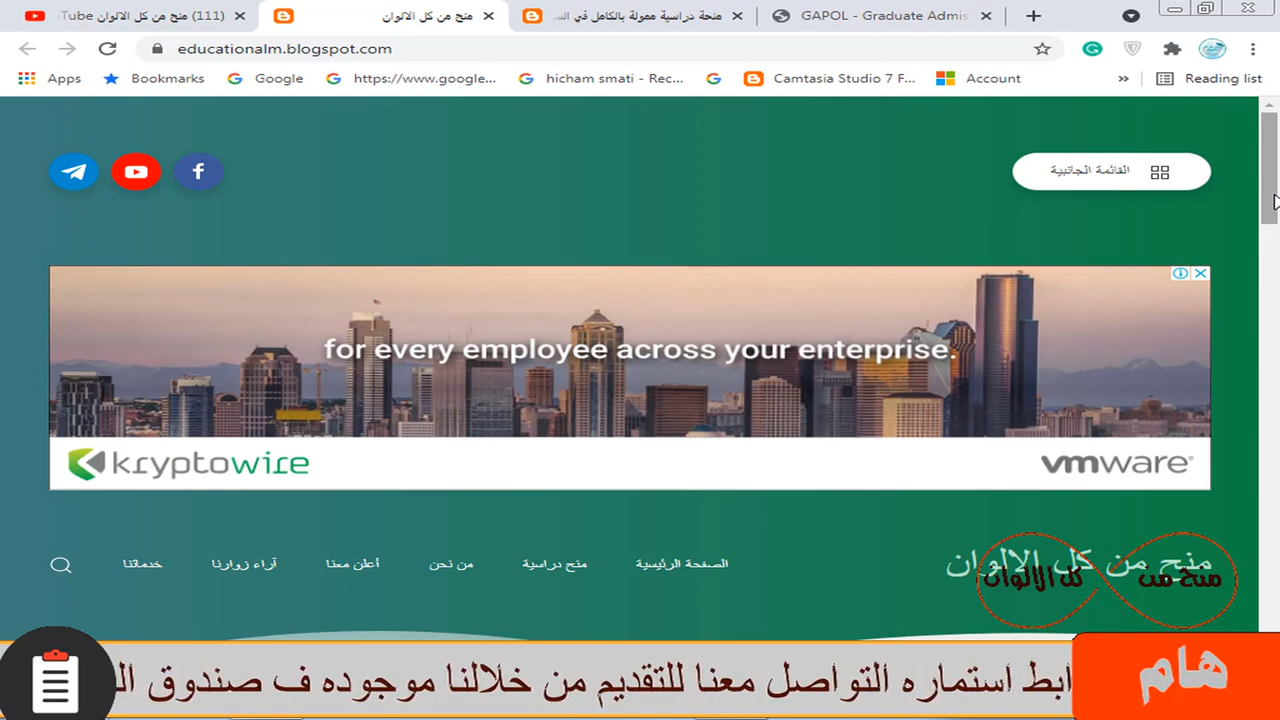 (111) منح من كل الالوان
منح من كل الالوان
منحة دراسية ممولة بالكامل في
GAPOL - Graduate Admis
educationalm.blogspot.com
Apps
Bookmarks
Google
https://www.google...
hicham smati - Rec...
Camtasia Studio 7 F...
Account
»
Reading list
القائمة الجانبية
for every employee across your enterprise.
kryptowire
vmware
منح من كل الالوان
الصفحة الرئيسية
منح دراسية
من نحن
أعلن معنا
آراء زوارنا
خدماتنا
منح من كل الالوان
هام
ابط استماره التواصل معنا للتقديم من خلالنا موجوده ف صندوق ال